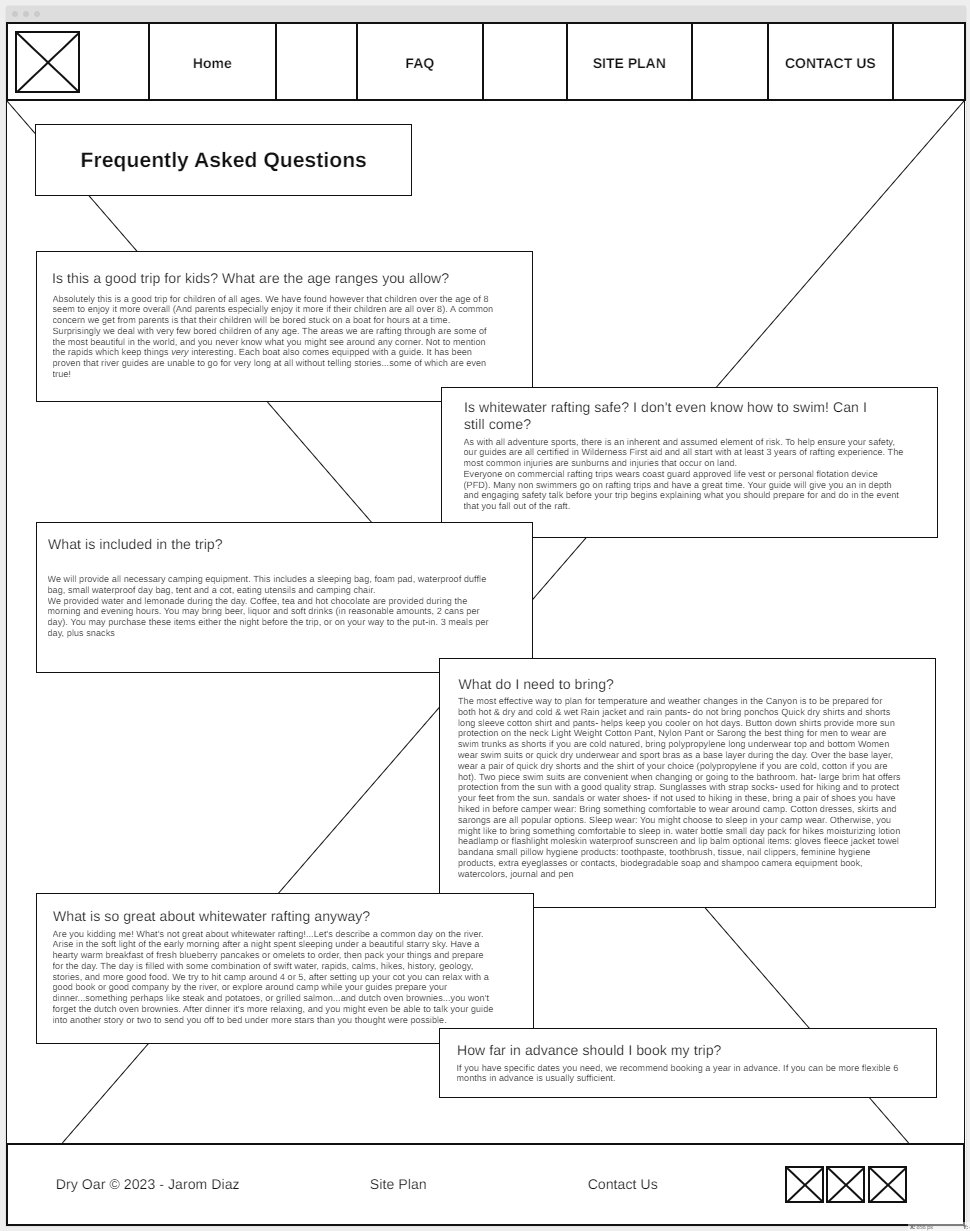 Home
FAQ
SITE PLAN
CONTACT US
Frequently Asked Questions
Is this a good trip for kids? What are the age ranges you allow?
Absolutely this is a good trip for children of all ages. We have found however that children over the age of 8
seem to enjoy it more overall (And parents especially enjoy it more if their children are all over 8). A common
concern we get from parents is that their children will be bored stuck on a boat for hours at a time.
Surprisingly we deal with very few bored children of any age. The areas we are rafting through are some of
the most beautiful in the world, and you never know what you might see around any corner. Not to mention
the rapids which keep things very interesting. Each boat also comes equipped with a guide. It has been
proven that river guides are unable to go for very long at all without telling stories...some of which are even
true!
Is whitewater rafting safe? I don't even know how to swim! Can I
still come?
As with all adventure sports, there is an inherent and assumed element of risk. To help ensure your safety,
our guides are all certified in Wilderness First aid and all start with at least 3 years of rafting experience. The
most common injuries are sunburns and injuries that occur on land.
Everyone on commercial rafting trips wears coast guard approved life vest or personal flotation device
(PFD). Many non swimmers go on rafting trips and have a great time. Your guide will give you an in depth
and engaging safety talk before your trip begins explaining what you should prepare for and do in the event
that you fall out of the raft.
What is included in the trip?
We will provide all necessary camping equipment. This includes a sleeping bag, foam pad, waterproof duffle
bag, small waterproof day bag, tent and a cot, eating utensils and camping chair.
We provided water and lemonade during the day. Coffee, tea and hot chocolate are provided during the
morning and evening hours. You may bring beer, liquor and soft drinks (in reasonable amounts, 2 cans per
day). You may purchase these items either the night before the trip, or on your way to the put-in. 3 meals per
day, plus snacks
What do I need to bring?
The most effective way to plan for temperature and weather changes in the Canyon is to be prepared for
both hot & dry and cold & wet Rain jacket and rain pants- do not bring ponchos Quick dry shirts and shorts
long sleeve cotton shirt and pants- helps keep you cooler on hot days. Button down shirts provide more sun
protection on the neck Light Weight Cotton Pant, Nylon Pant or Sarong the best thing for men to wear are
swim trunks as shorts if you are cold natured, bring polypropylene long underwear top and bottom Women
wear swim suits or quick dry underwear and sport bras as a base layer during the day. Over the base layer,
wear a pair of quick dry shorts and the shirt of your choice (polypropylene if you are cold, cotton if you are
hot). Two piece swim suits are convenient when changing or going to the bathroom. hat- large brim hat offers
protection from the sun with a good quality strap. Sunglasses with strap socks- used for hiking and to protect
your feet from the sun. sandals or water shoes- if not used to hiking in these, bring a pair of shoes you have
hiked in before camper wear: Bring something comfortable to wear around camp. Cotton dresses, skirts and
sarongs are all popular options. Sleep wear: You might choose to sleep in your camp wear. Otherwise, you
might like to bring something comfortable to sleep in. water bottle small day pack for hikes moisturizing lotion
headlamp or flashlight moleskin waterproof sunscreen and lip balm optional items: gloves fleece jacket towel
bandana small pillow hygiene products: toothpaste, toothbrush, tissue, nail clippers, feminine hygiene
products, extra eyeglasses or contacts, biodegradable soap and shampoo camera equipment book,
watercolors, journal and pen
What is so great about whitewater rafting anyway?
Are you kidding me! What's not great about whitewater rafting!...Let's describe a common day on the river.
Arise in the soft light of the early morning after a night spent sleeping under a beautiful starry sky. Have a
hearty warm breakfast of fresh blueberry pancakes or omelets to order, then pack your things and prepare
for the day. The day is filled with some combination of swift water, rapids, calms, hikes, history, geology,
stories, and more good food. We try to hit camp around 4 or 5, after setting up your cot you can relax with a
good book or good company by the river, or explore around camp while your guides prepare your
dinner...something perhaps like steak and potatoes, or grilled salmon...and dutch oven brownies...you won't
forget the dutch oven brownies. After dinner it's more relaxing, and you might even be able to talk your guide
into another story or two to send you off to bed under more stars than you thought were possible.
How far in advance should I book my trip?
If you have specific dates you need, we recommend booking a year in advance. If you can be more flexible 6
months in advance is usually sufficient.
Dry Oar © 2023 - Jarom Diaz
Site Plan
Contact Us